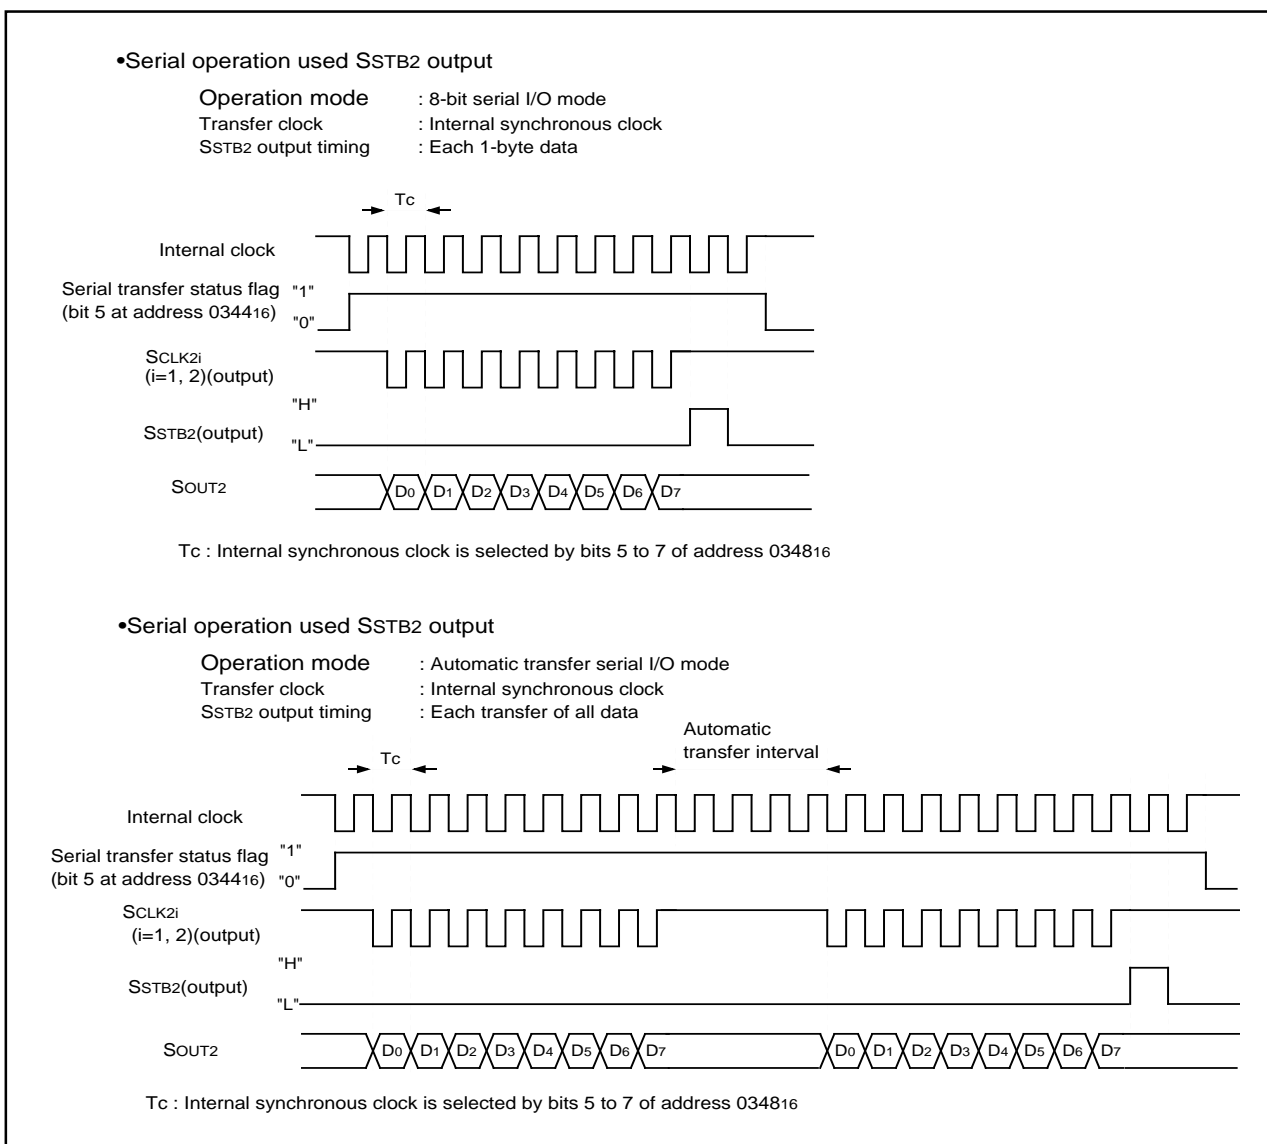 •Serial operation used SSTB2 output
Operation mode : 8-bit serial I/O mode
Transfer clock : Internal synchronous clock
SSTB2 output timing : Each 1-byte data
Tc
Internal clock
Serial transfer status flag "1"
(bit 5 at address 034416) "0"
SCLK2i
(i=1, 2)(output)
"H"
SSTB2(output)
"L"
SOUT2 D0 D1 D2 D3 D4 D5 D6 D7
Tc : Internal synchronous clock is selected by bits 5 to 7 of address 034816
•Serial operation used SSTB2 output
Operation mode : Automatic transfer serial I/O mode
Transfer clock : Internal synchronous clock
SSTB2 output timing : Each transfer of all data
Automatic
transfer interval
Tc
Internal clock
Serial transfer status flag "1"
(bit 5 at address 034416) "0"
SCLK2i
(i=1, 2)(output)
"H"
SSTB2(output)
"L"
SOUT2 D0 D1 D2 D3 D4 D5 D6 D7 D0 D1 D2 D3 D4 D5 D6 D7
Tc : Internal synchronous clock is selected by bits 5 to 7 of address 034816